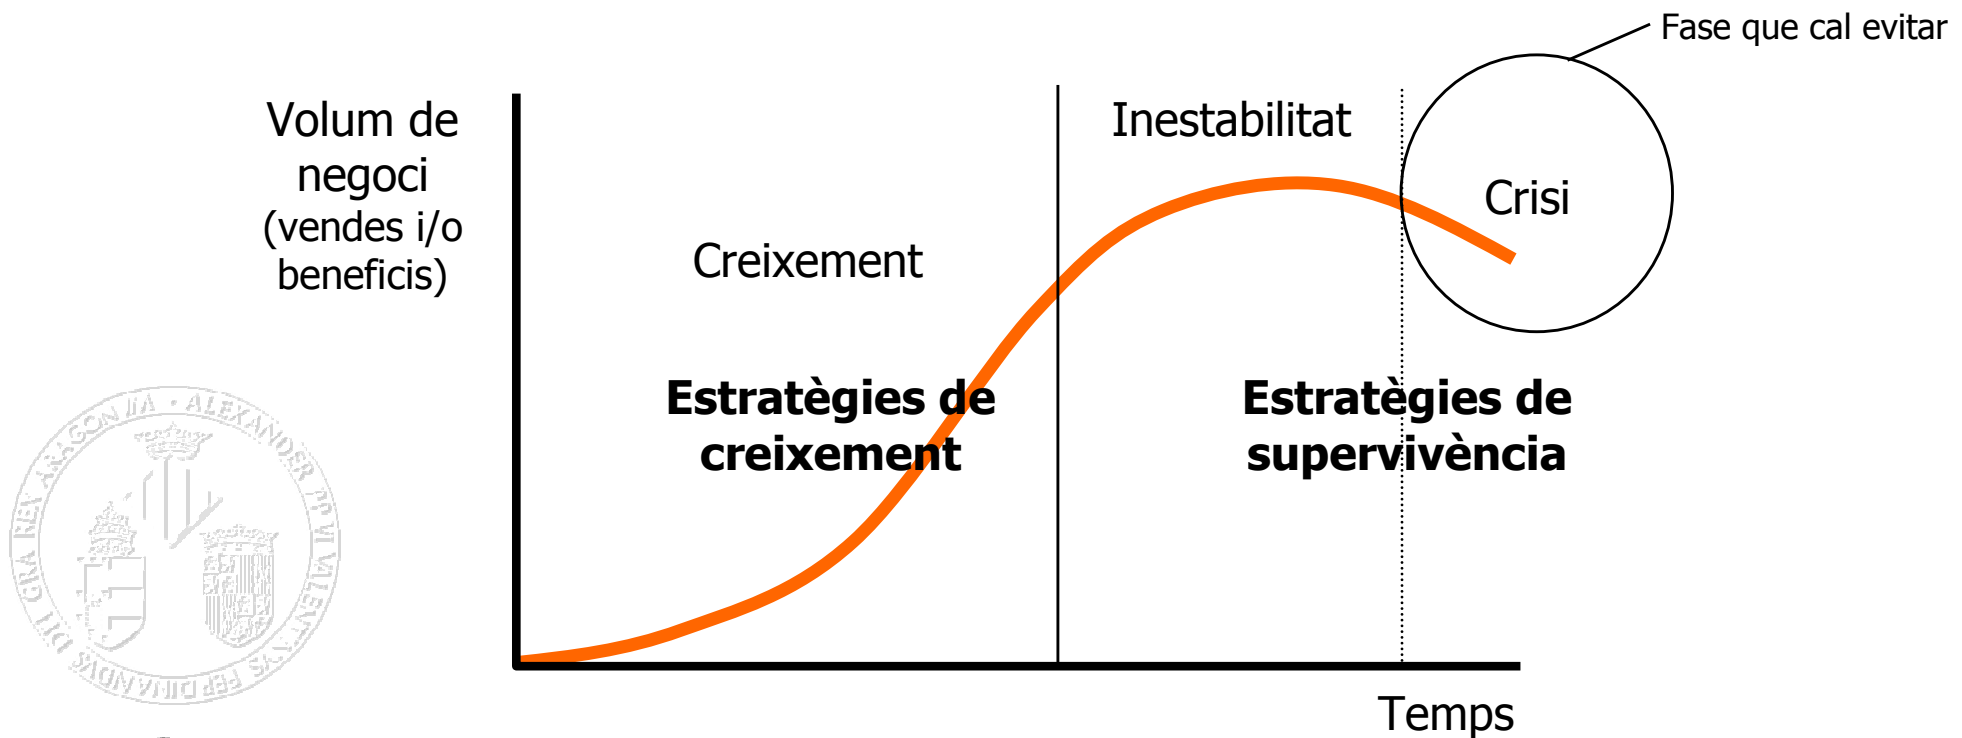 Fase que cal evitar
Volum de
negoci
(vendes i/o
beneficis)
Inestabilitat
Crisi
Creixement
Estratègies de
creixement
Estratègies de
supervivència
Temps